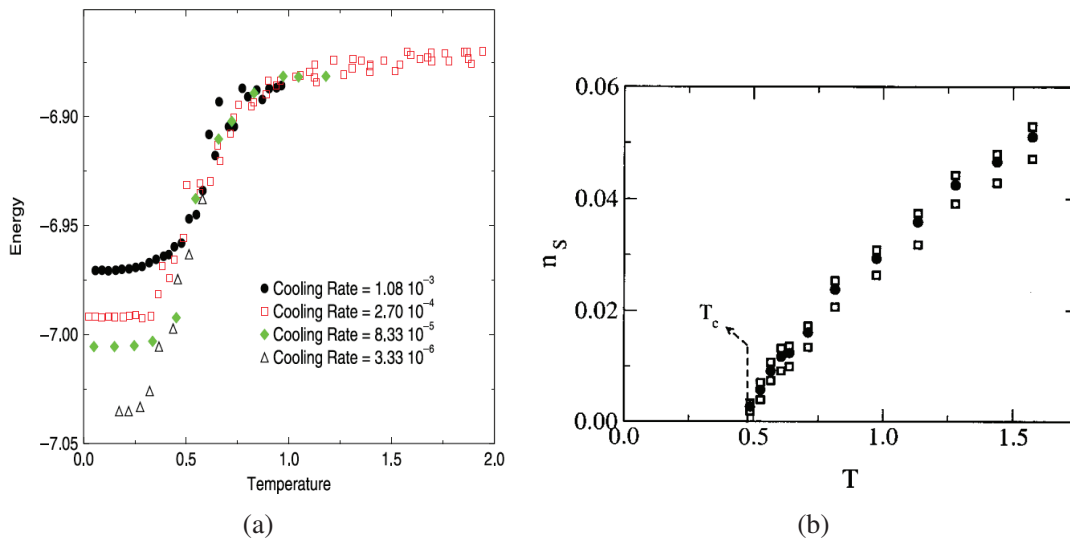 −6.90
−6.95
−7.00
−7.05
Energy
0.0
0.5
1.0
1.5
2.0
Temperature
Cooling Rate = 1.08 10⁻³
Cooling Rate = 2.70 10⁻⁴
Cooling Rate = 8.33 10⁻⁵
Cooling Rate = 3.33 10⁻⁶
(a)
0.06
0.04
0.02
0.00
n_s
T_c
0.0
0.5
1.0
1.5
T
(b)